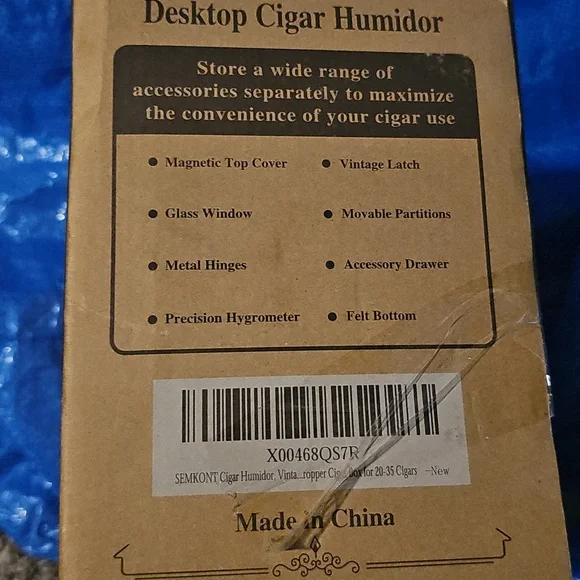 Desktop Cigar Humidor
Store a wide range of
accessories separately to maximize
the convenience of your cigar use
• Magnetic Top Cover
• Vintage Latch
• Glass Window
• Movable Partitions
• Metal Hinges
• Accessory Drawer
• Precision Hygrometer
• Felt Bottom
X00468QS7R
SEMKONT Cigar Humidor, Vinta...ropper Box for 20-35 Cigars -New
Made in China